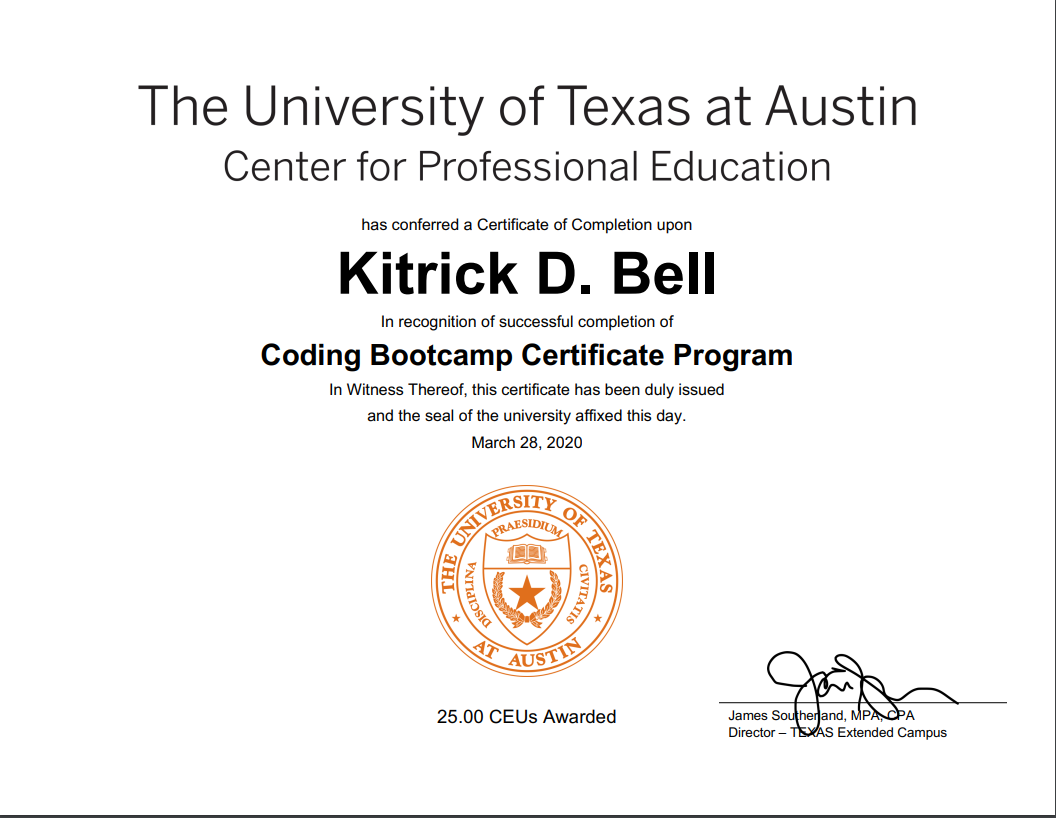 The University of Texas at Austin
Center for Professional Education
has conferred a Certificate of Completion upon
Kitrick D. Bell
In recognition of successful completion of
Coding Bootcamp Certificate Program
In Witness Thereof, this certificate has been duly issued
and the seal of the university affixed this day.
March 28, 2020
THE UNIVERSITY OF TEXAS
PRAESIDIUM
DISCIPLINA
CIVITATIS
AT AUSTIN
25.00 CEUs Awarded
James Southerland, MPA, CPA
Director – TEXAS Extended Campus